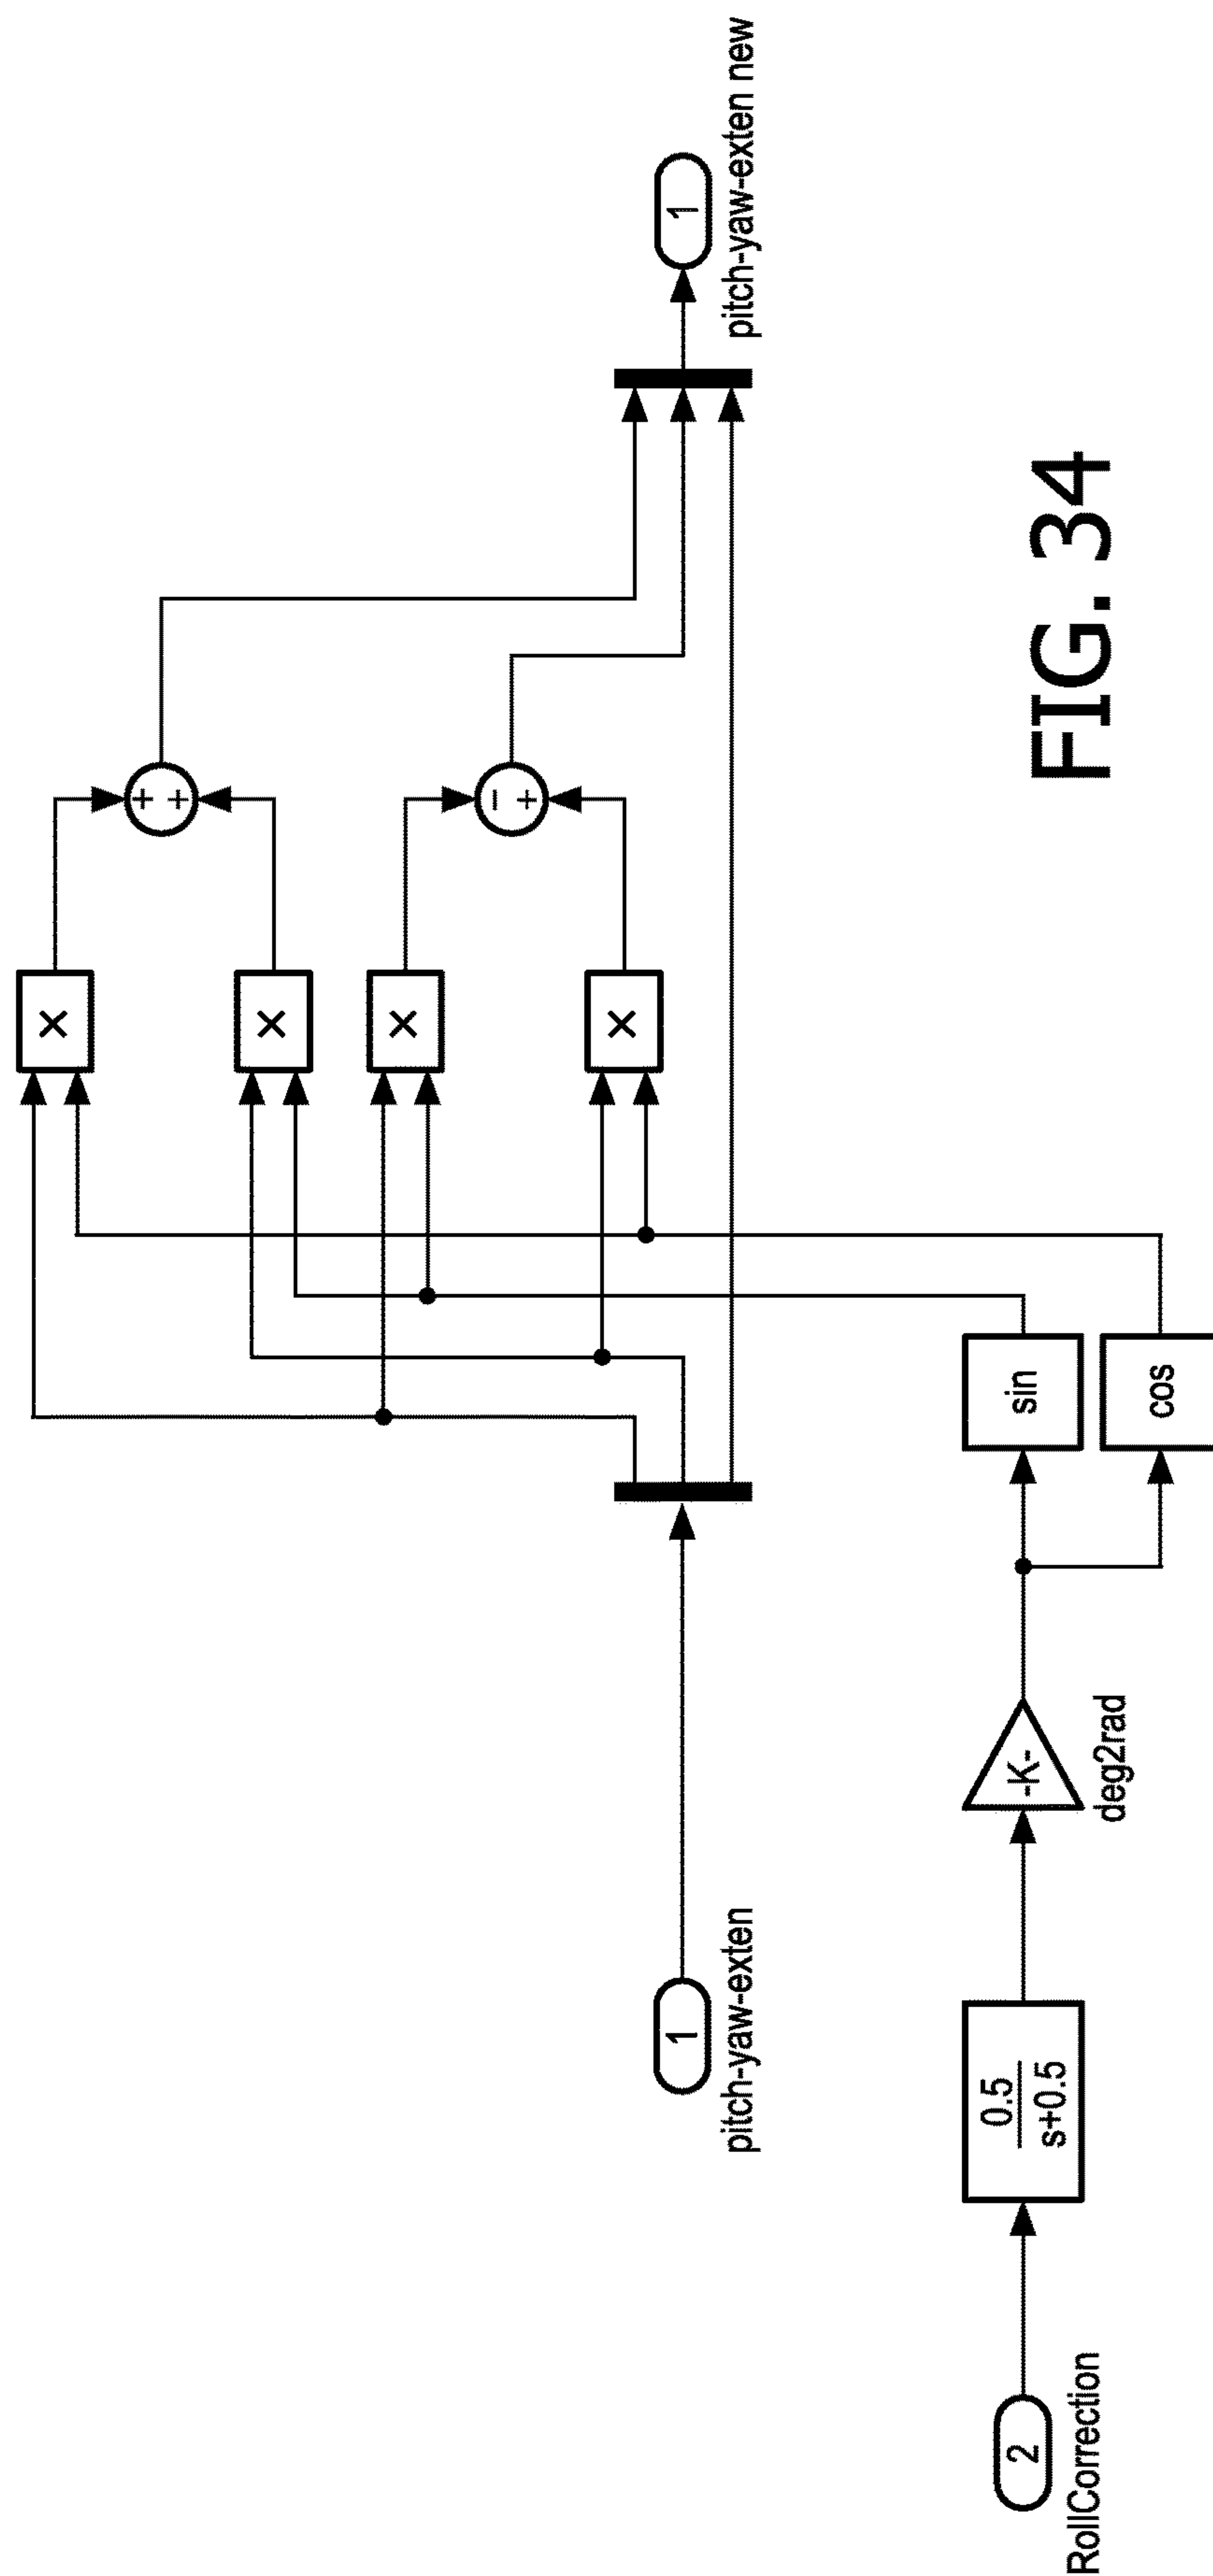 ×
×
×
×
+
+
−
+
1
pitch-yaw-exten
1
pitch-yaw-exten new
2
RollCorrection
0.5
s+0.5
-K-
deg2rad
sin
cos
FIG. 34